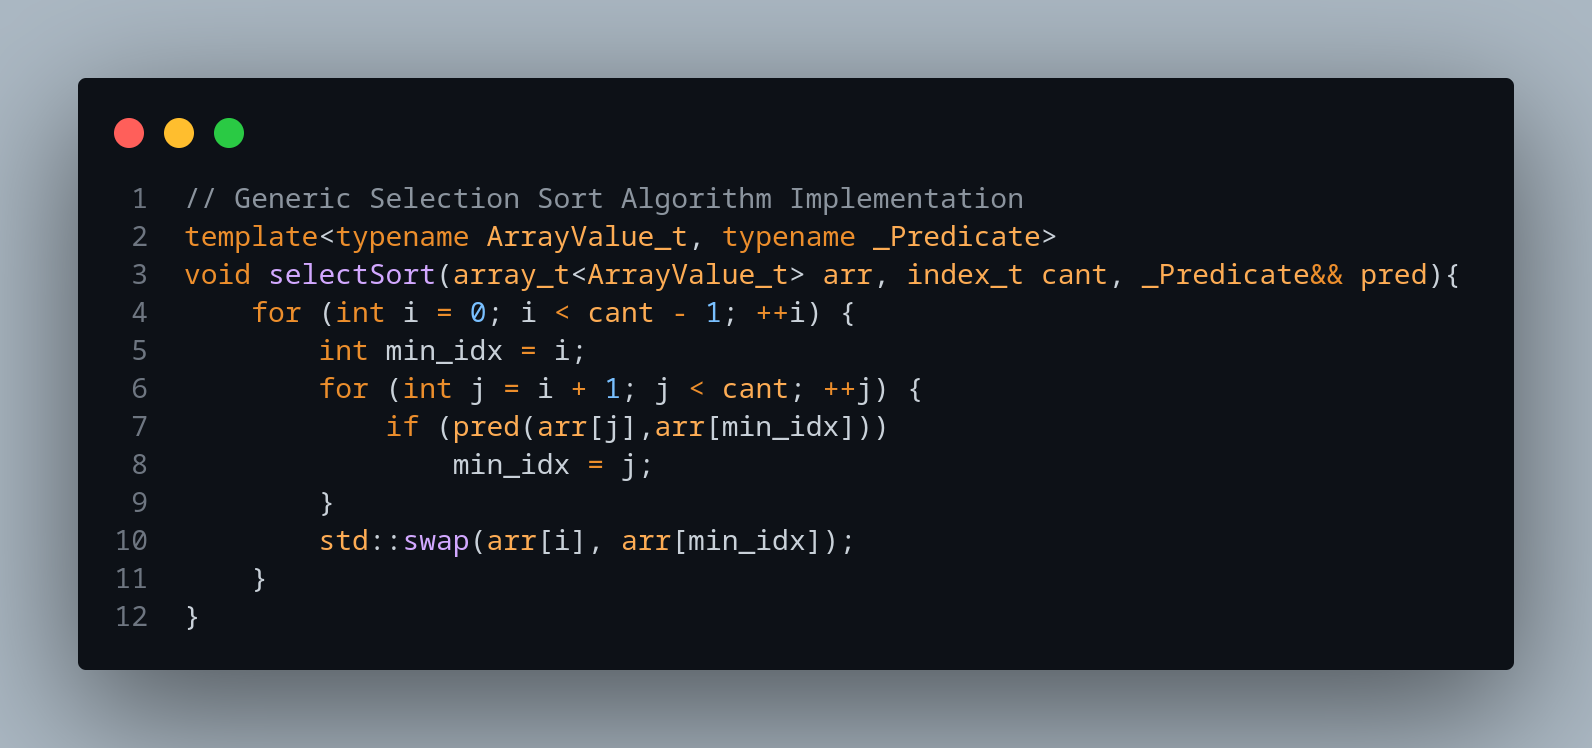 1 // Generic Selection Sort Algorithm Implementation
2 template<typename ArrayValue_t, typename _Predicate>
3 void selectSort(array_t<ArrayValue_t> arr, index_t cant, _Predicate&& pred){
4     for (int i = 0; i < cant - 1; ++i) {
5         int min_idx = i;
6         for (int j = i + 1; j < cant; ++j) {
7             if (pred(arr[j],arr[min_idx]))
8                 min_idx = j;
9         }
10         std::swap(arr[i], arr[min_idx]);
11     }
12 }